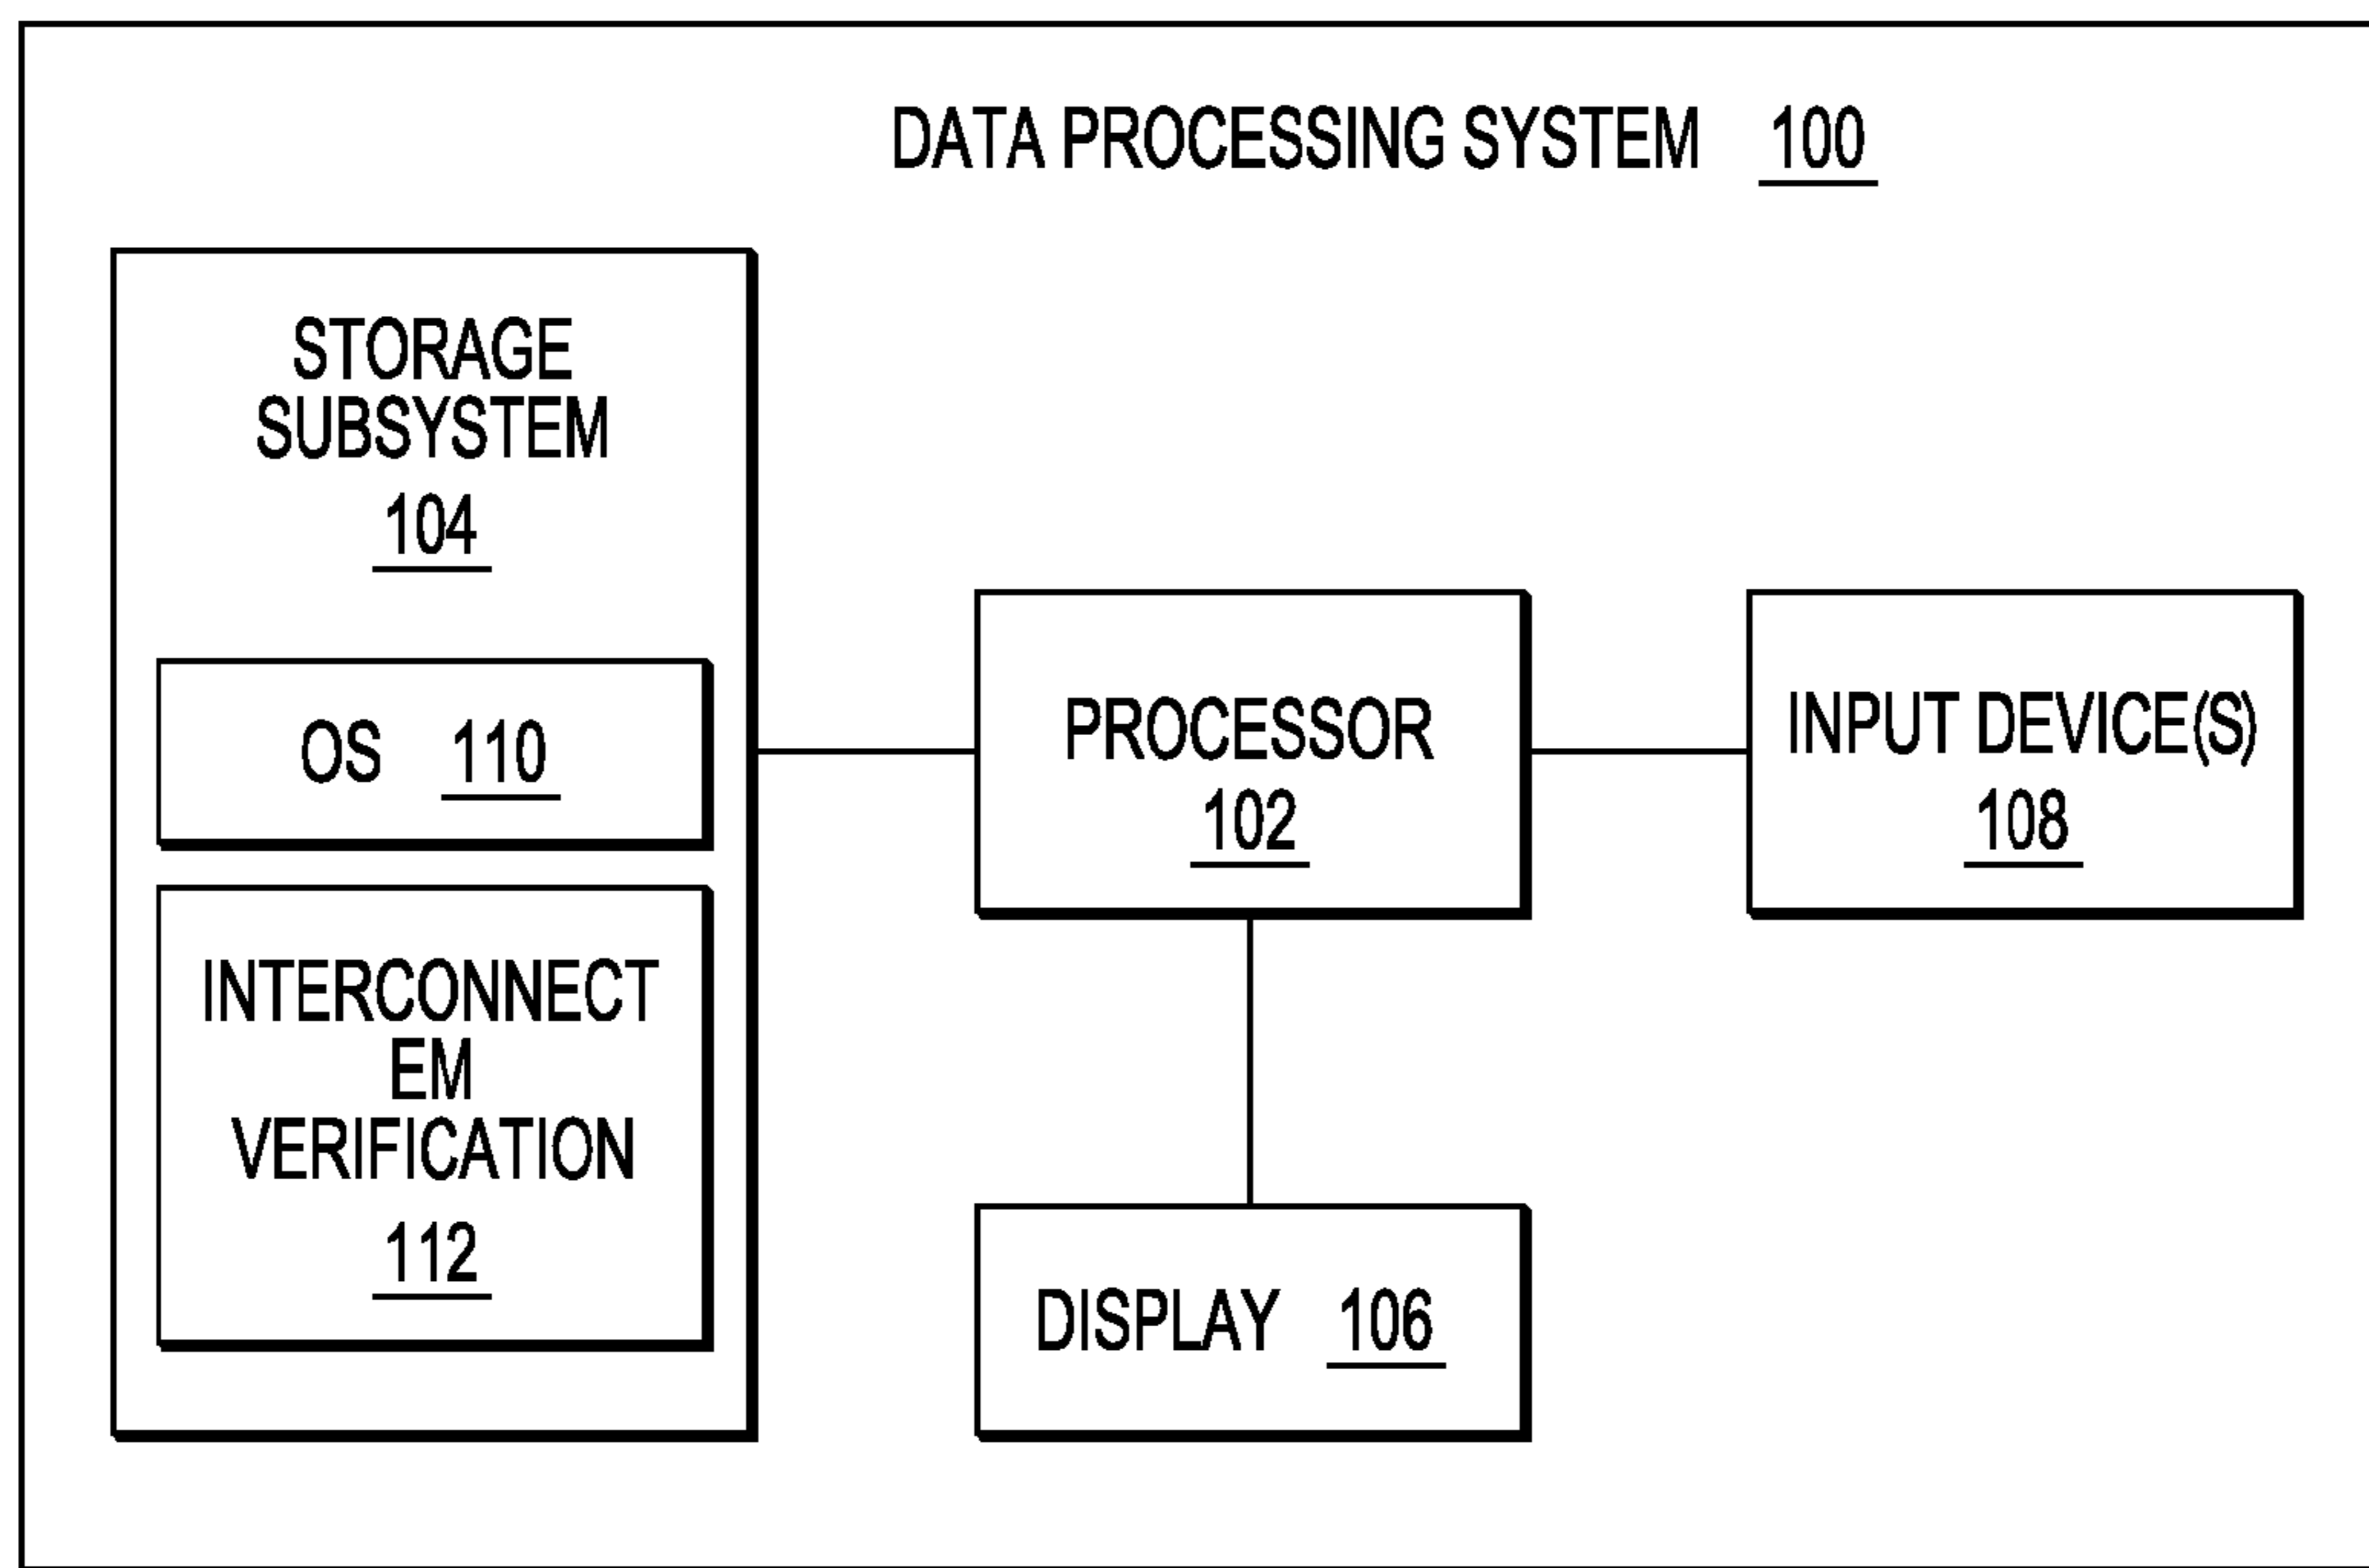 DATA PROCESSING SYSTEM 100
STORAGE
SUBSYSTEM
104
OS 110
INTERCONNECT
EM
VERIFICATION
112
PROCESSOR
102
INPUT DEVICE(S)
108
DISPLAY 106